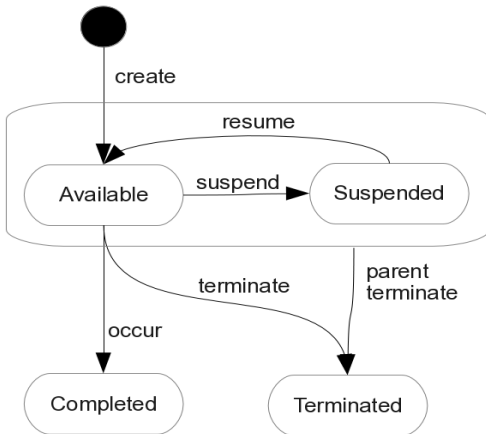 create
resume
Available
suspend
Suspended
terminate
parent
terminate
occur
Completed
Terminated